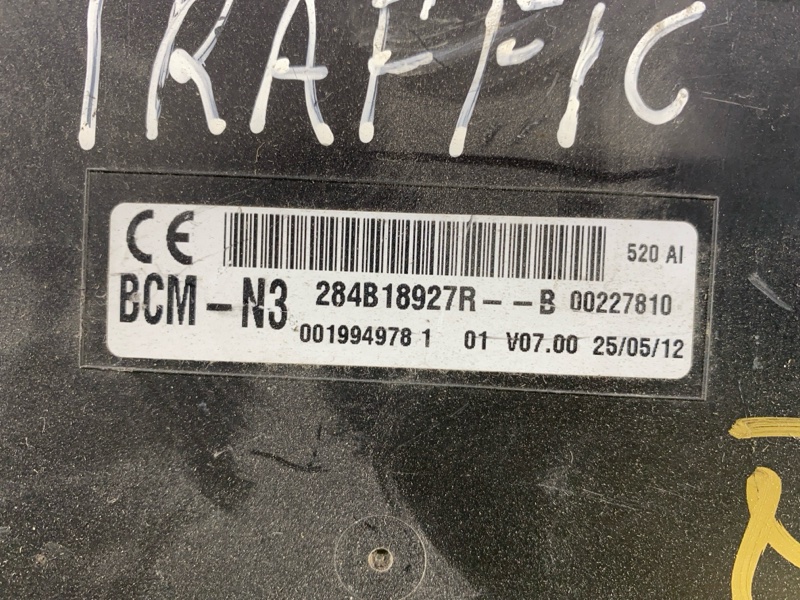 TRAFFIC
CE 520 AI
BCM-N3 284B18927R--B 00227810
001994978 1 01 V07.00 25/05/12